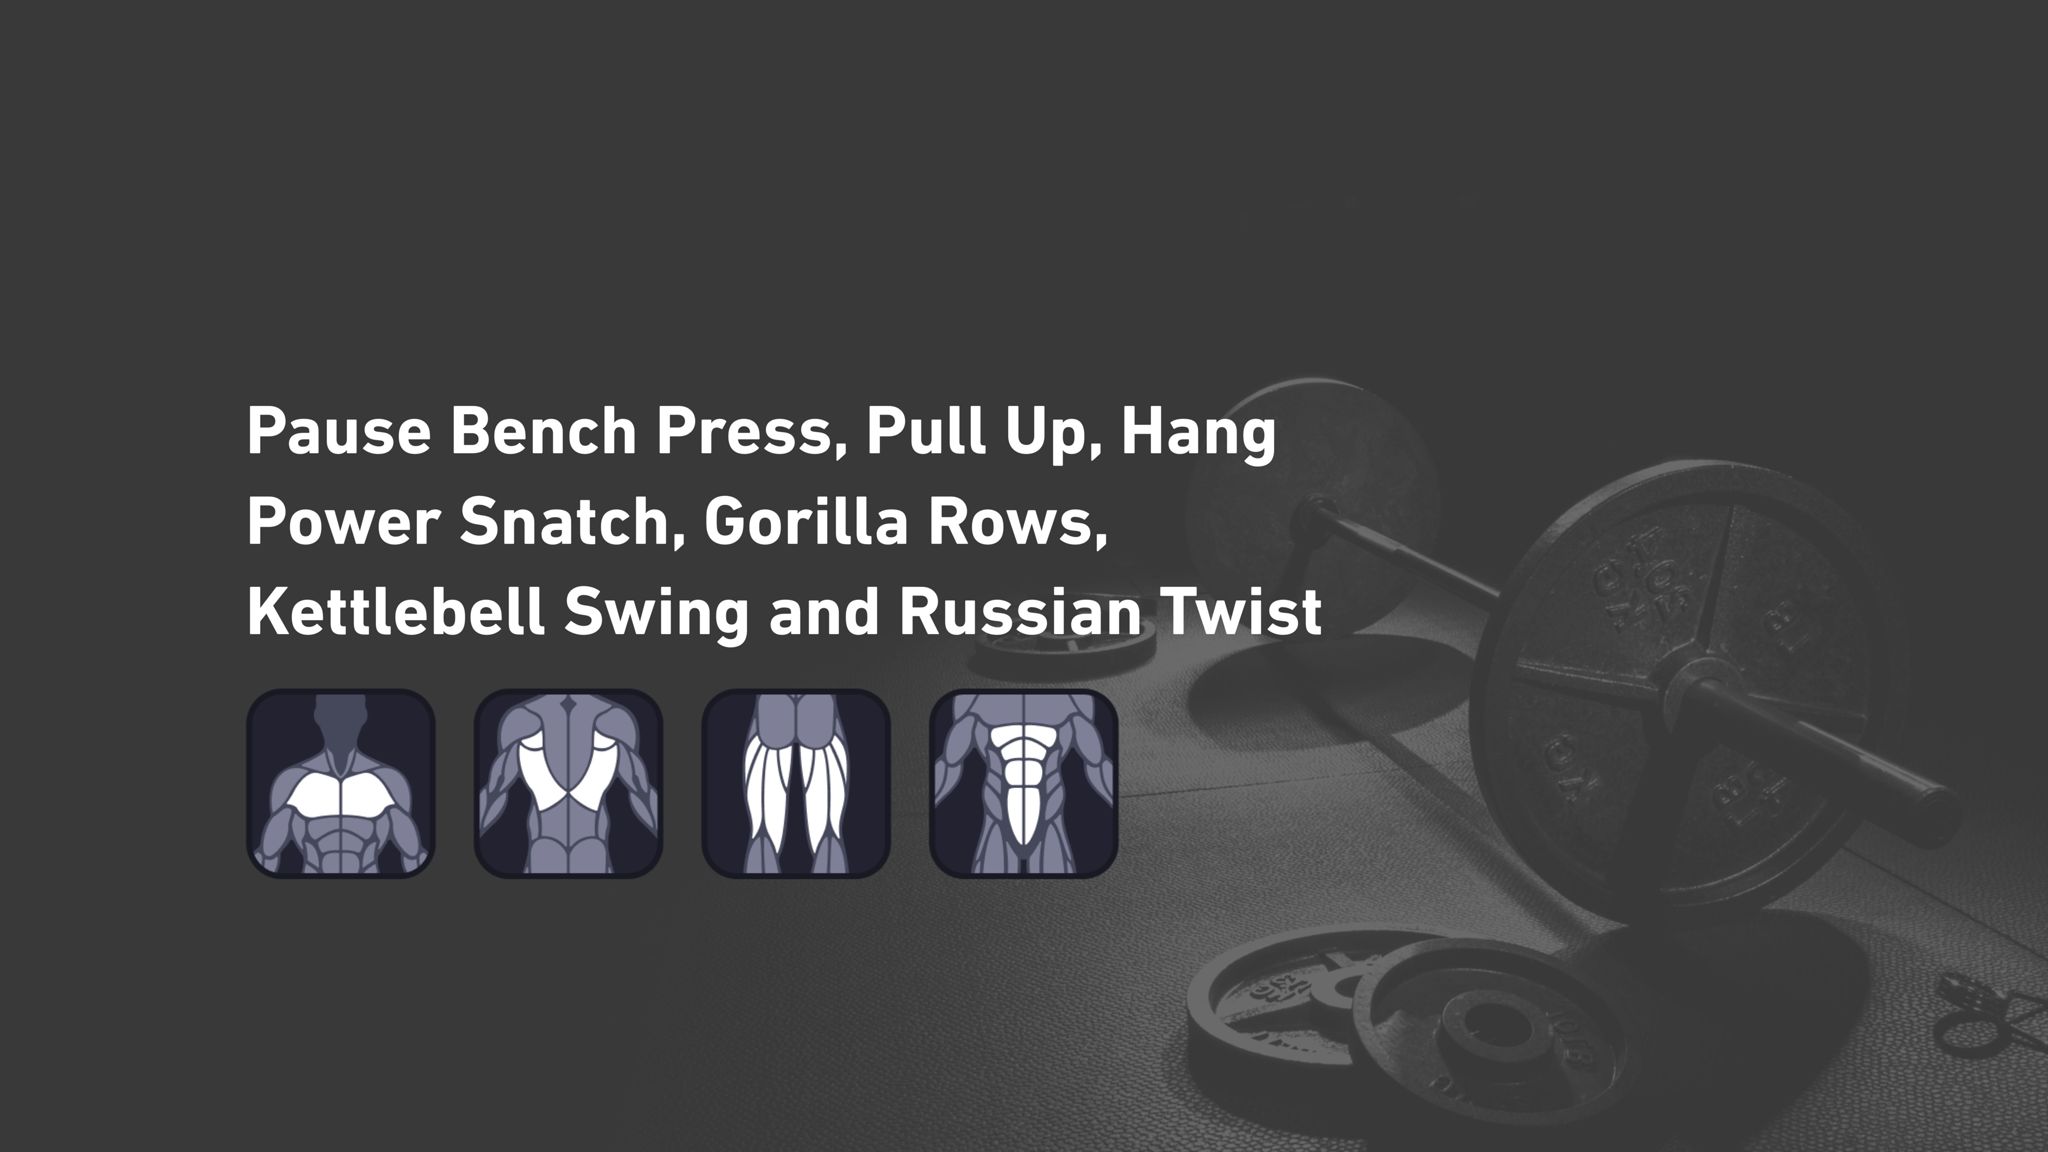 Pause Bench Press, Pull Up, Hang
Power Snatch, Gorilla Rows,
Kettlebell Swing and Russian Twist